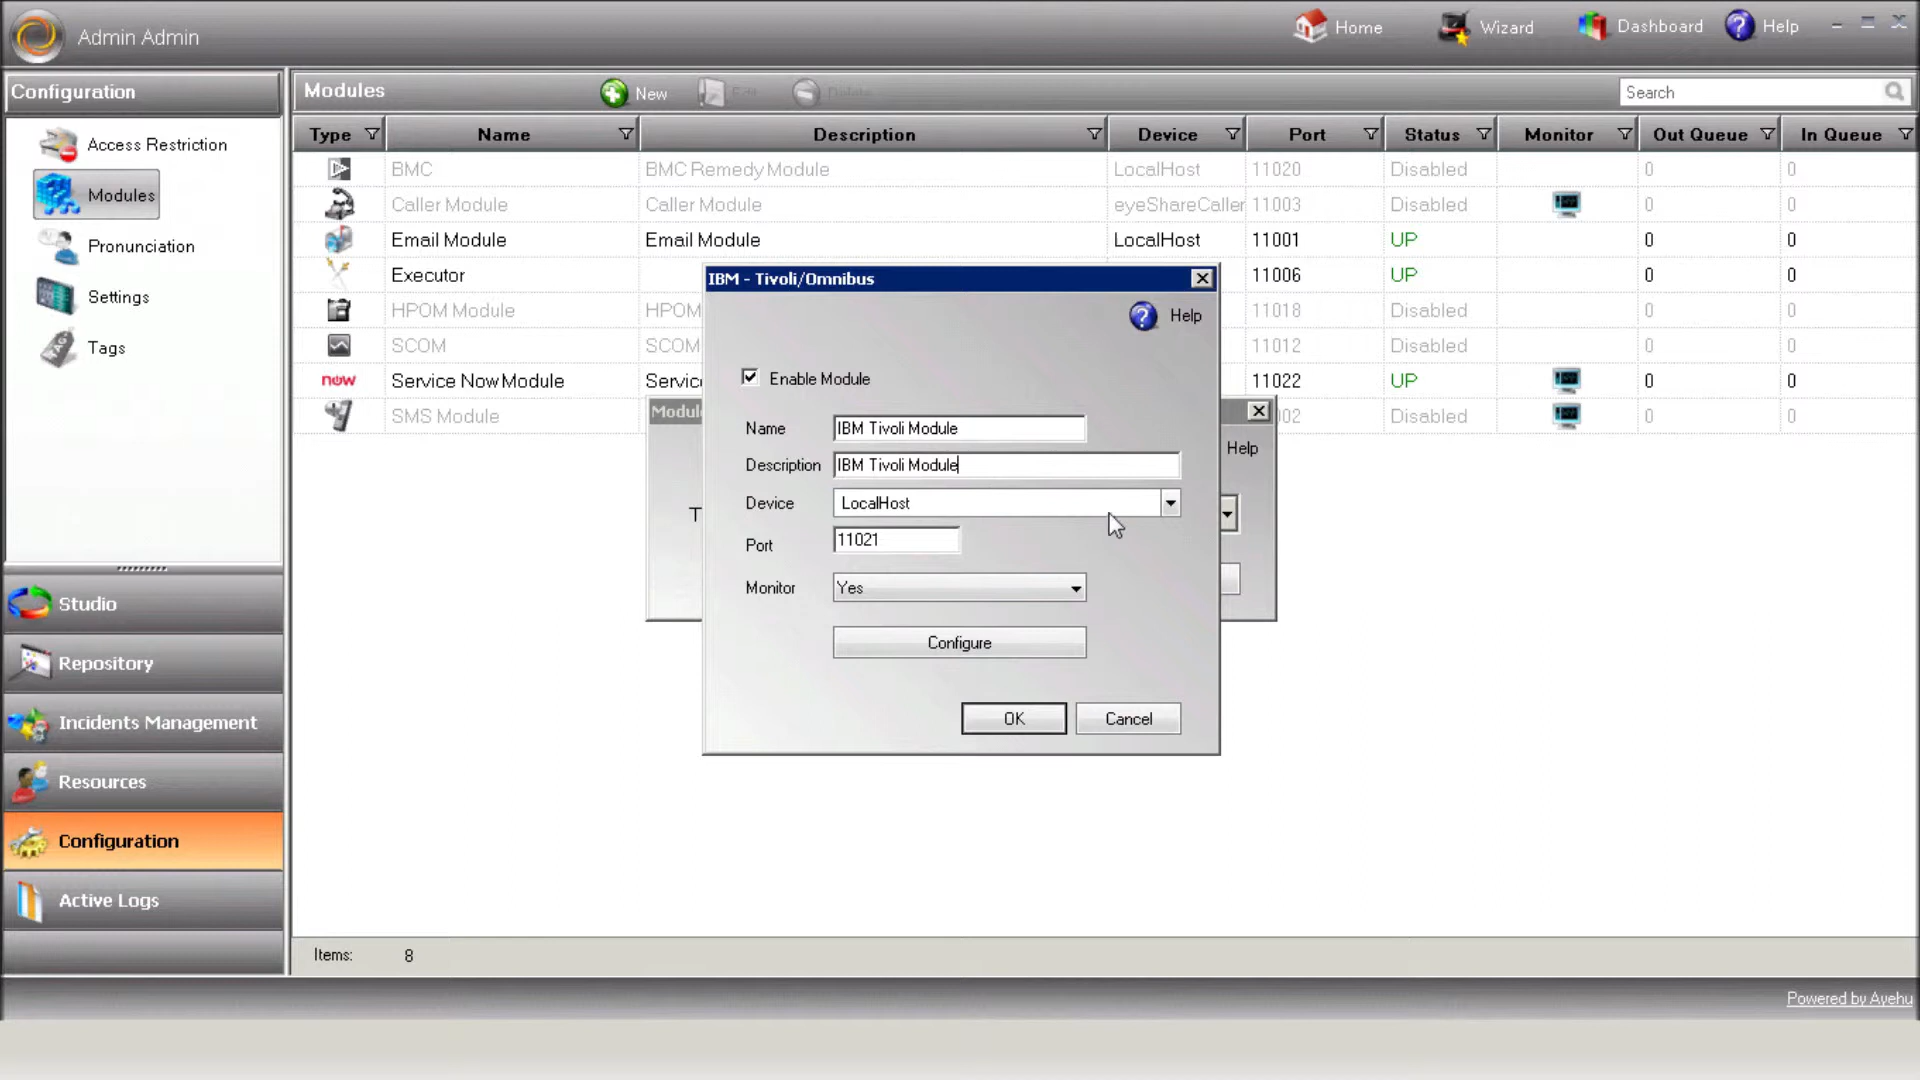 Admin Admin
Home
Wizard
Dashboard
Help
Configuration
Access Restriction
Modules
Pronunciation
Settings
Tags
Studio
Repository
Incidents Management
Resources
Configuration
Active Logs
Modules
New
Edit
Delete
Search
Type Name Description Device Port Status Monitor Out Queue In Queue
BMC BMC Remedy Module LocalHost 11020 Disabled 0 0
Caller Module Caller Module eyeShareCaller 11003 Disabled 0 0
Email Module Email Module LocalHost 11001 UP 0 0
Executor 11006 UP 0 0
HPOM Module HPOM 11018 Disabled 0 0
SCOM SCOM 11012 Disabled 0 0
now Service Now Module Servic 11022 UP 0 0
SMS Module 002 Disabled 0 0
Modul
Help
T
IBM - Tivoli/Omnibus
Help
Enable Module
Name IBM Tivoli Module
Description IBM Tivoli Module
Device LocalHost
Port 11021
Monitor Yes
Configure
OK Cancel
Items: 8
Powered by Ayehu